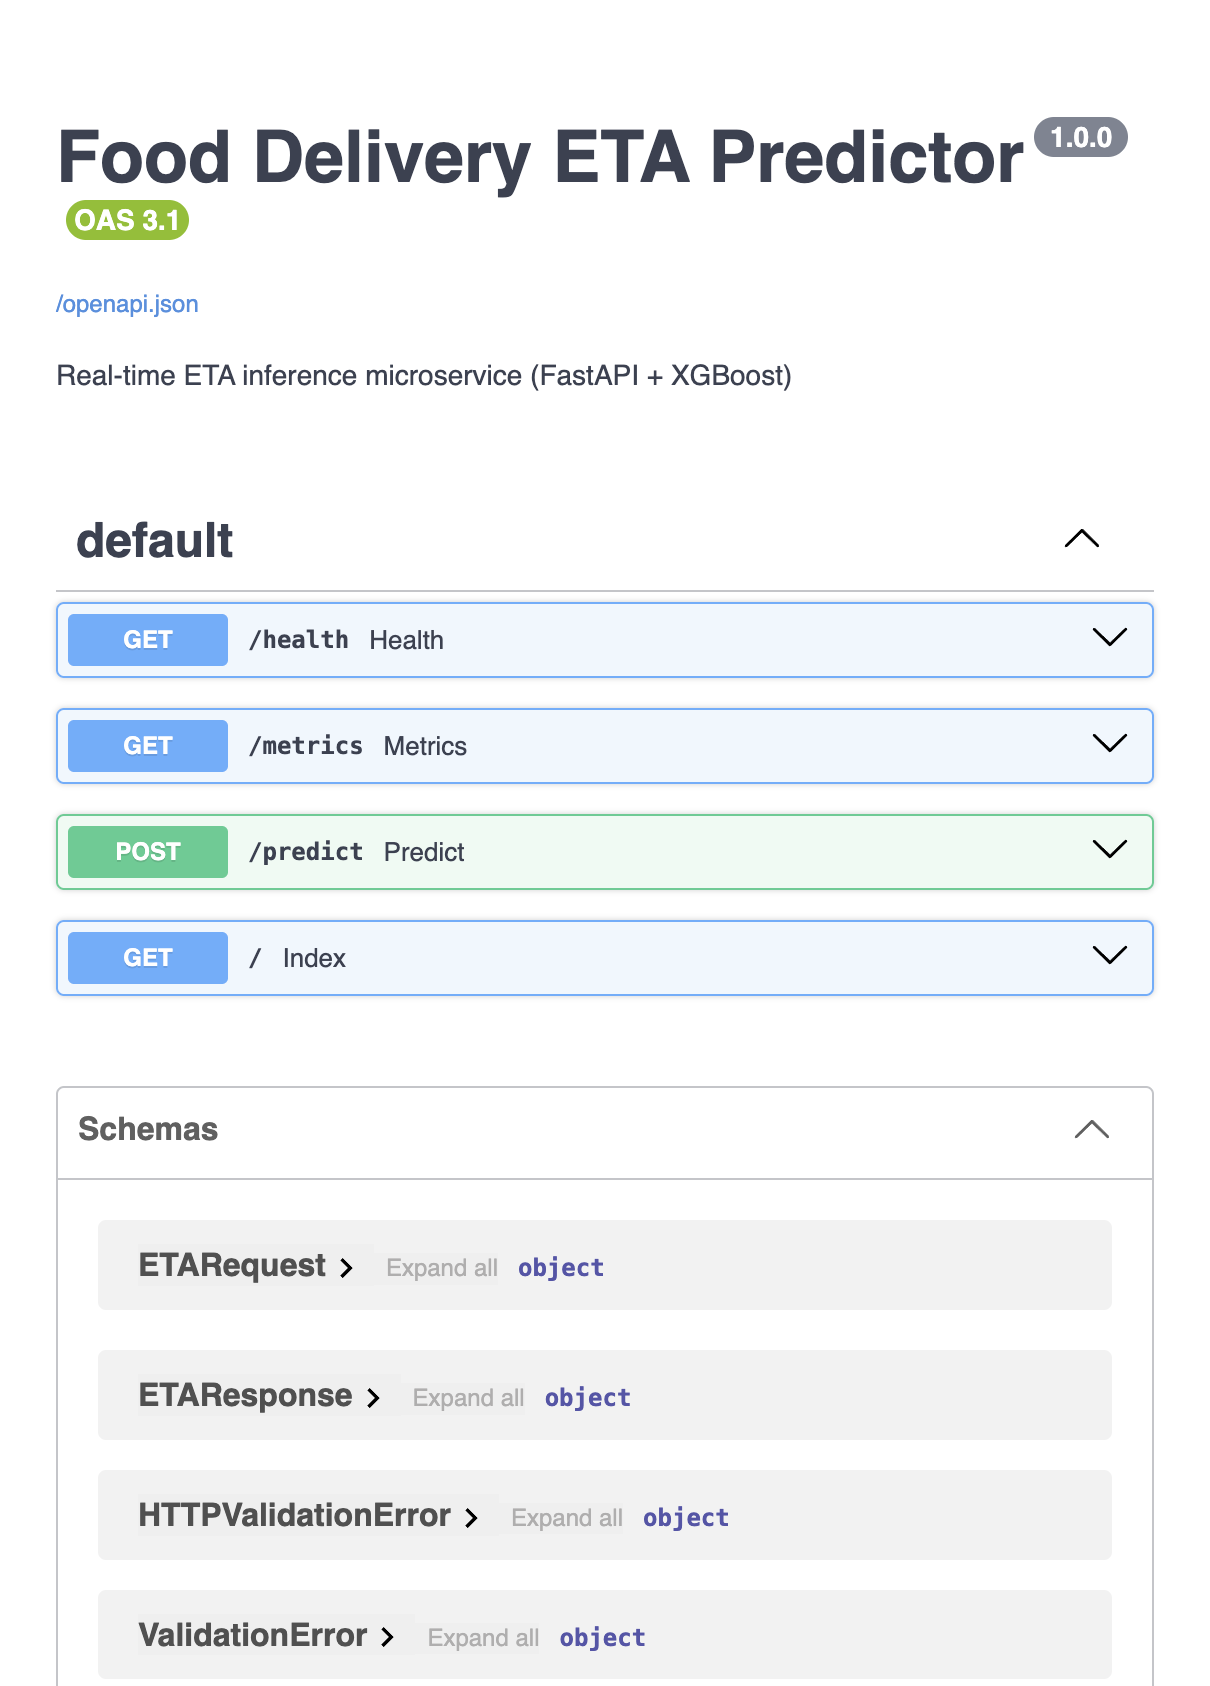 Food Delivery ETA Predictor 1.0.0
OAS 3.1
/openapi.json
Real-time ETA inference microservice (FastAPI + XGBoost)
default
GET /health Health
GET /metrics Metrics
POST /predict Predict
GET / Index
Schemas
ETARequest Expand all object
ETAResponse Expand all object
HTTPValidationError Expand all object
ValidationError Expand all object